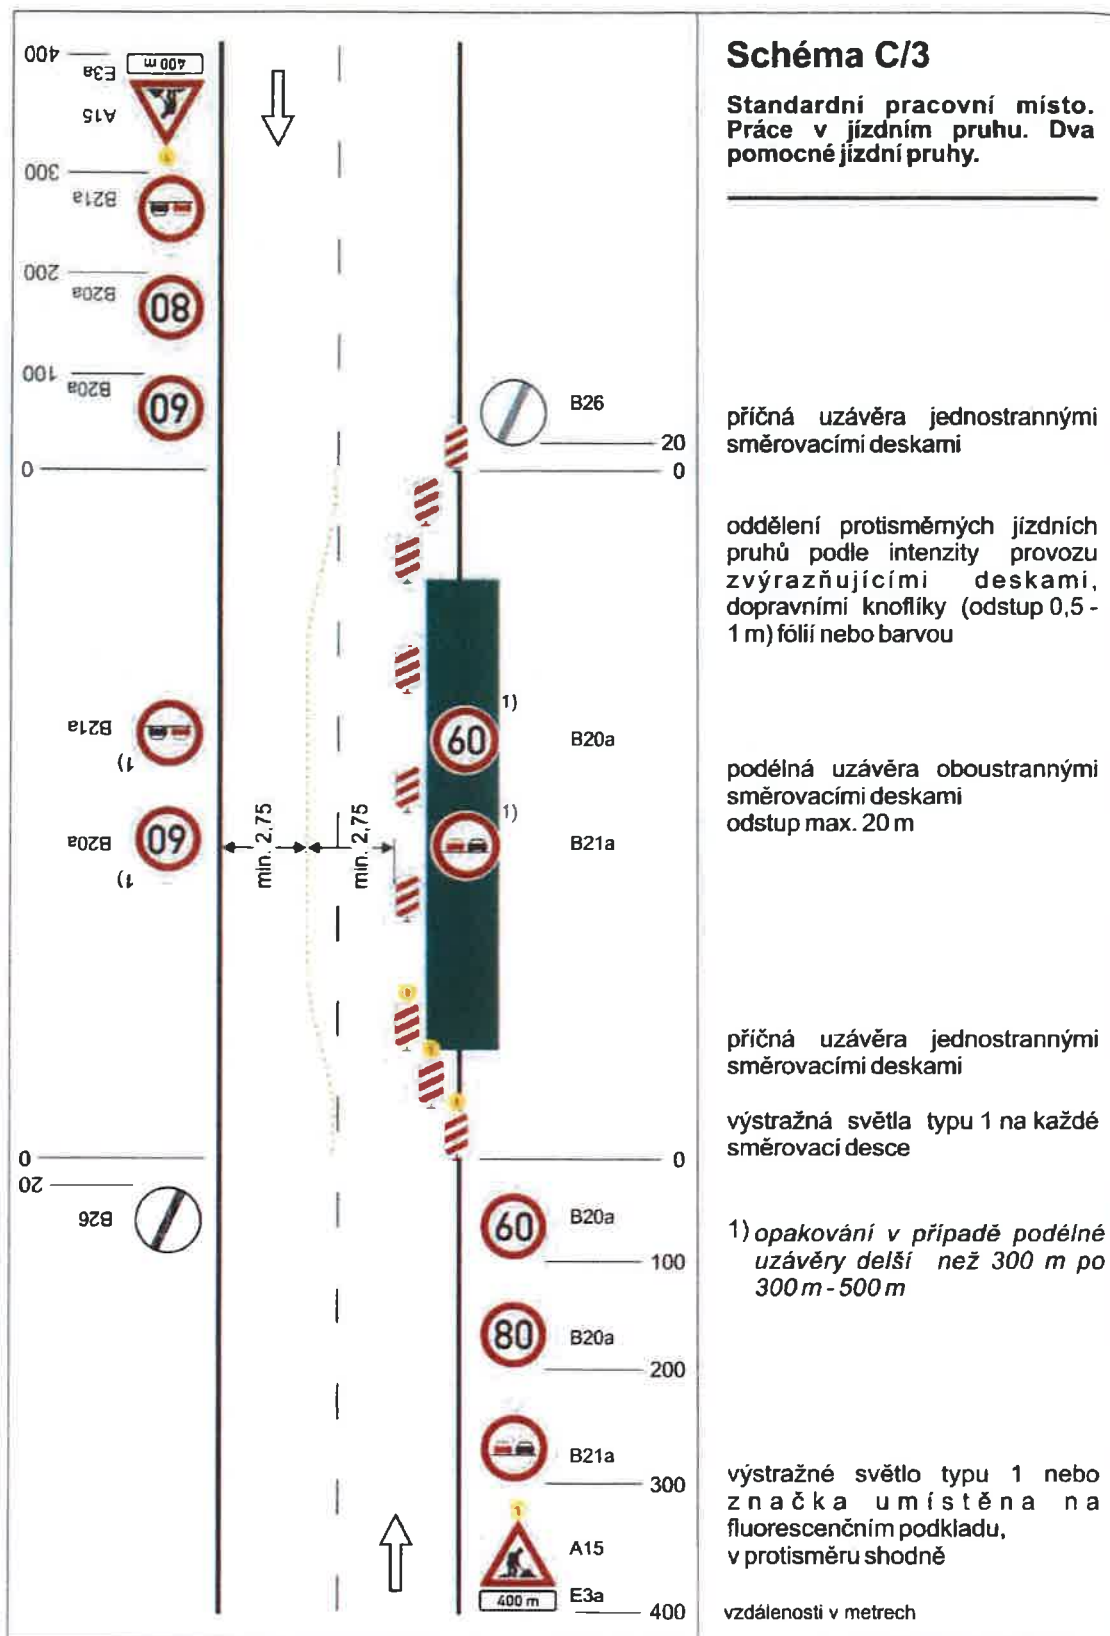 Schéma C/3
Standardní pracovní místo.
Práce v jízdním pruhu. Dva
pomocné jízdní pruhy.
příčná uzávěra jednostrannými
směrovacími deskami
oddělení protisměrných jízdních
pruhů podle intenzity provozu
zvýrazňujícími deskami,
dopravními knoflíky (odstup 0,5 -
1 m) fólií nebo barvou
podélná uzávěra oboustrannými
směrovacími deskami
odstup max. 20 m
příčná uzávěra jednostrannými
směrovacími deskami
výstražná světla typu 1 na každé
směrovací desce
1) opakování v případě podélné
uzávěry delší než 300 m po
300 m - 500 m
výstražné světlo typu 1 nebo
značka umístěna na
fluorescenčním podkladu,
v protisměru shodně
vzdálenosti v metrech
400
E3a
400 m
A15
300
B21a
200
B20a
80
100
B20a
60
0
B26
20
0
B21a
1)
B20a
60
1)
min. 2,75
min. 2,75
1)
60
B20a
1)
B21a
0
20
B26
0
60
B20a
100
80
B20a
200
B21a
300
1
A15
400 m
E3a
400